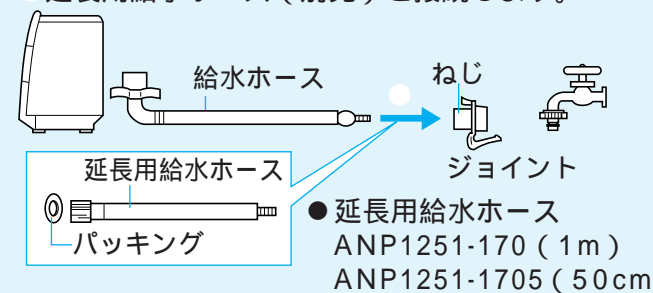 給水ホース
ねじ
延長用給水ホース
ジョイント
パッキング
●延長用給水ホース
ANP1251-170(1m)
ANP1251-1705(50cm